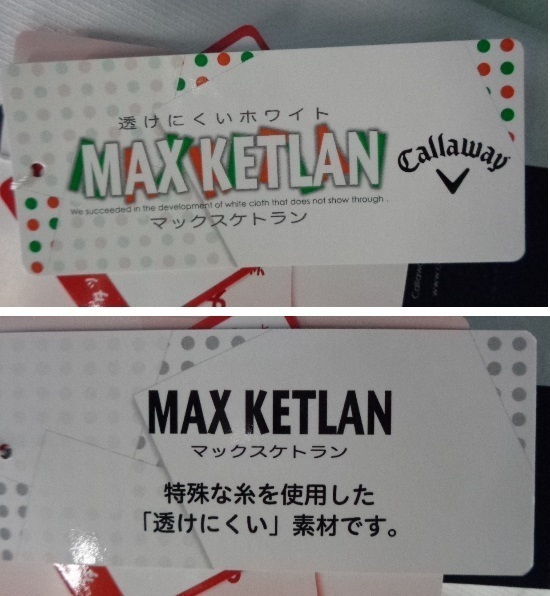 透けにくいホワイト
MAX KETLAN
We succeeded in the development of white cloth that does not show through .
マックスケトラン
Callaway
MAX KETLAN
マックスケトラン
特殊な糸を使用した
「透けにくい」素材です。